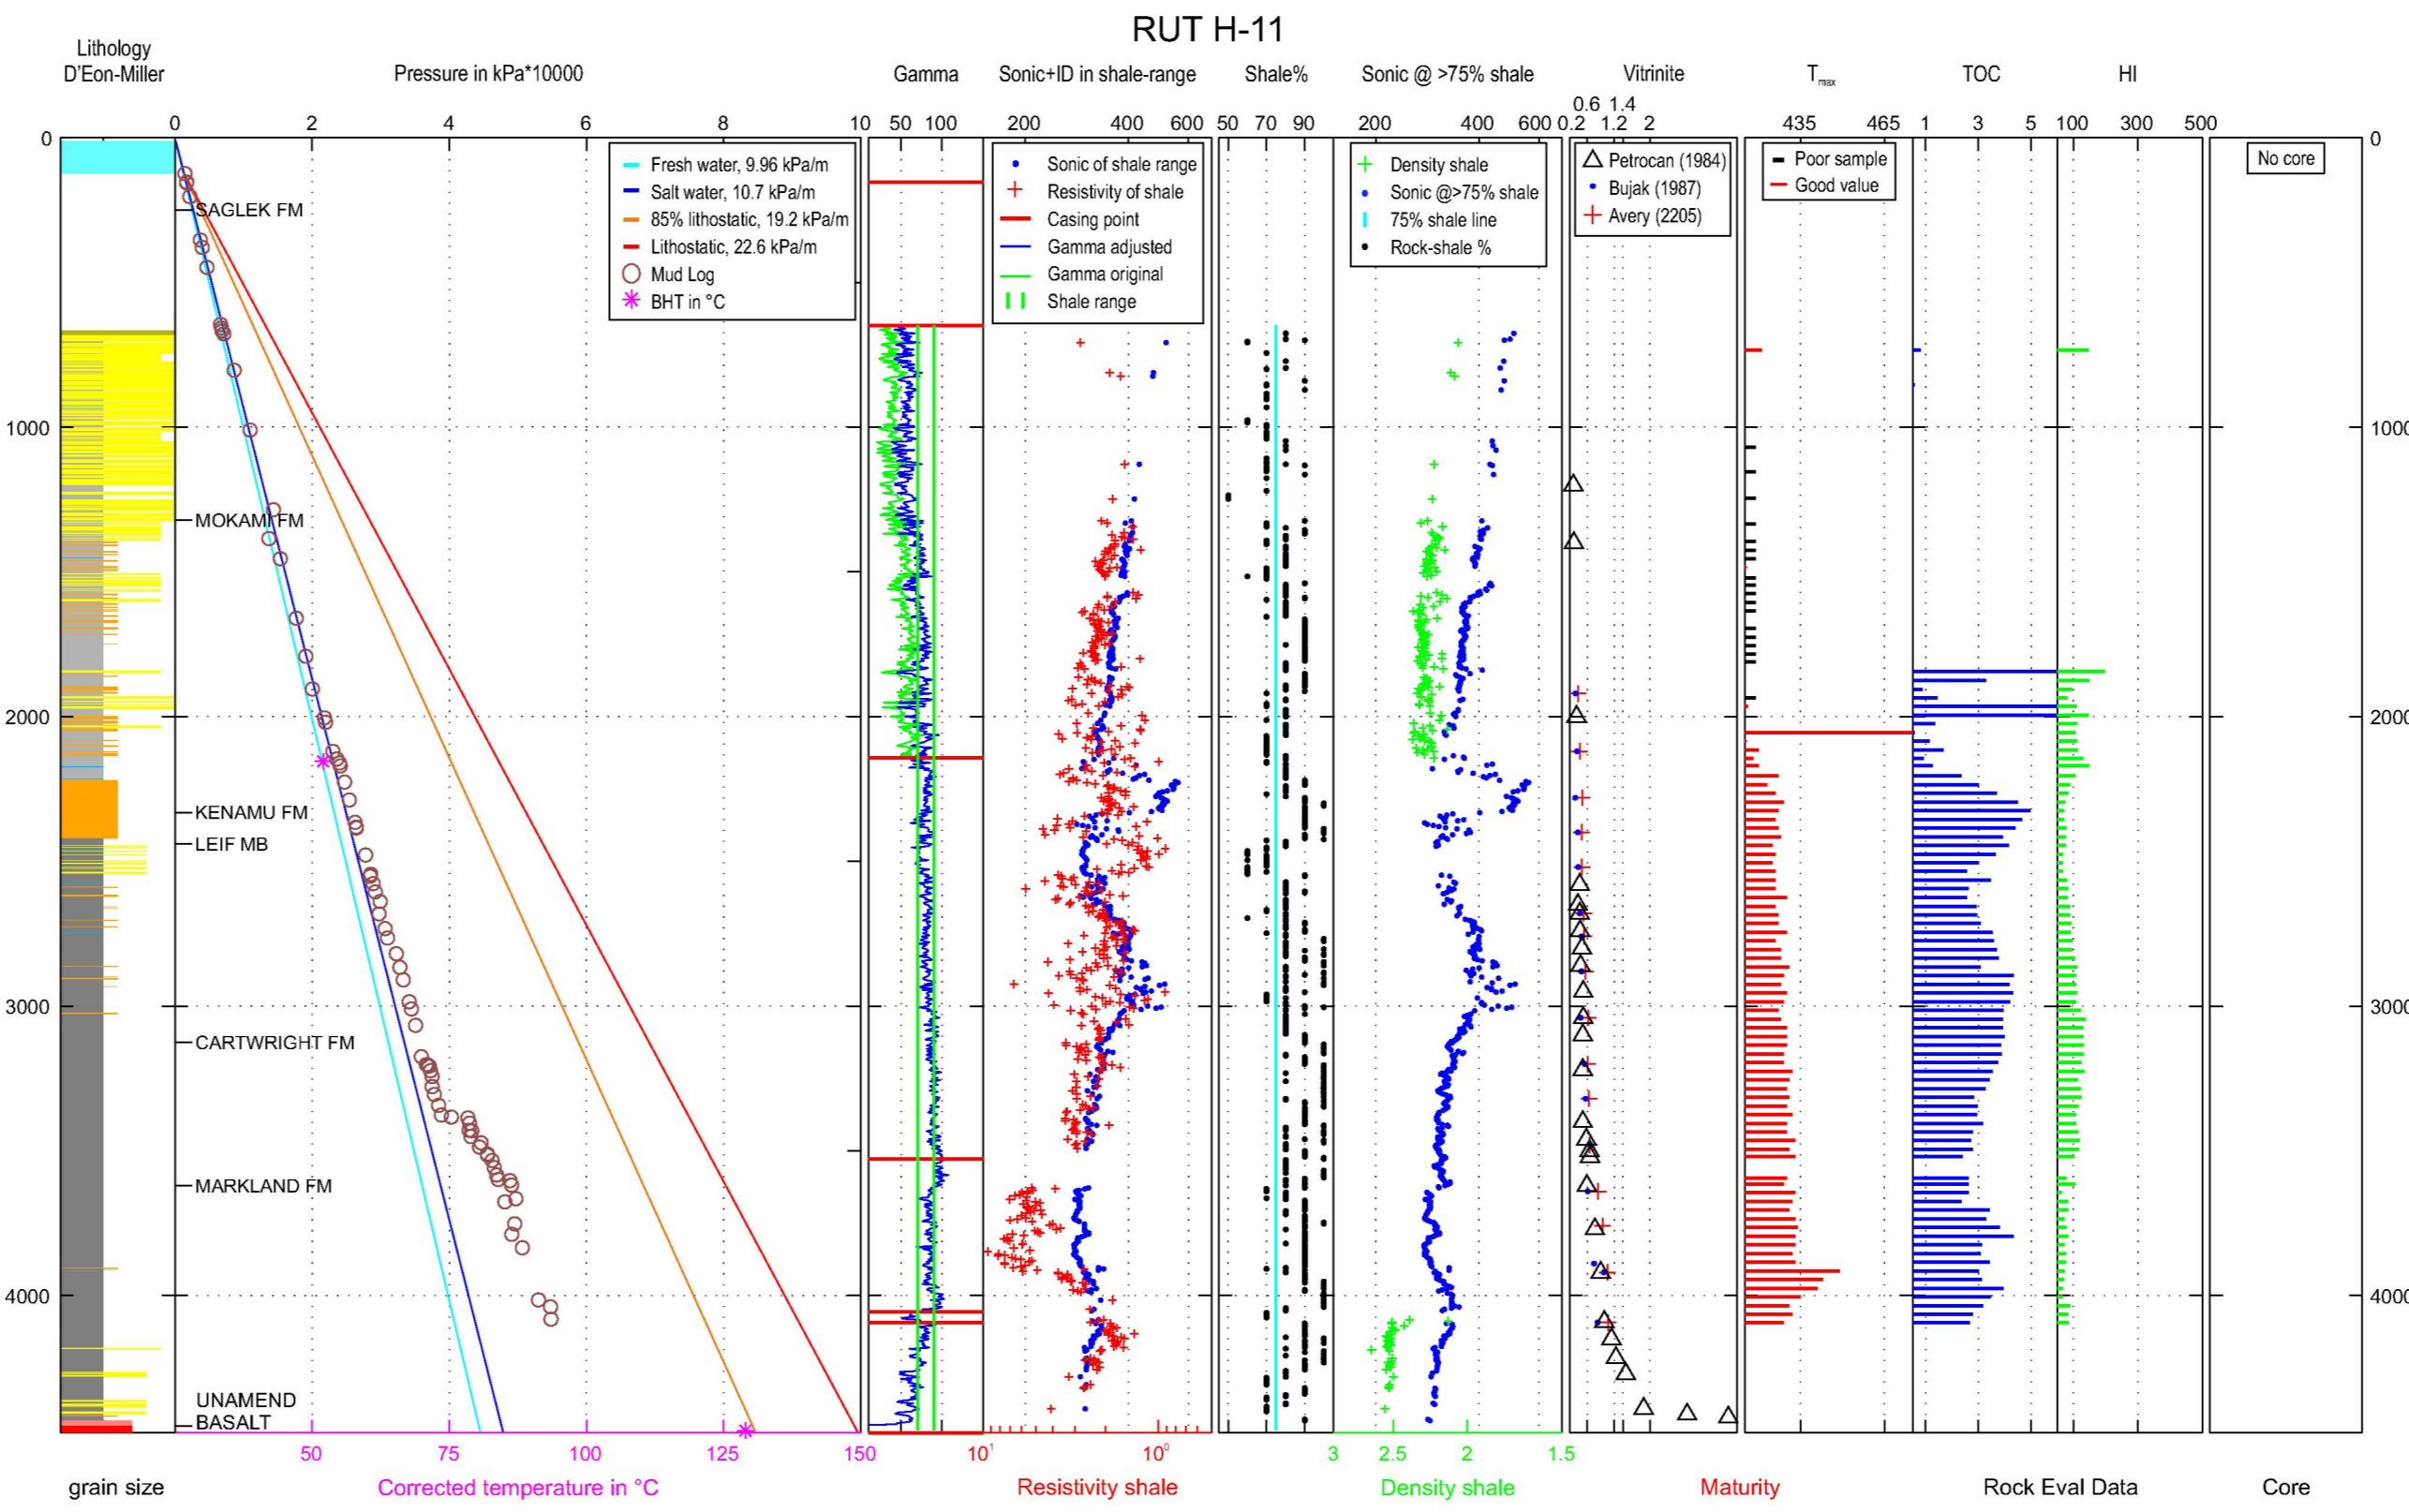 RUT H-11
Lithology
D'Eon-Miller
Pressure in kPa*10000
Gamma
Sonic+ID in shale-range
Shale%
Sonic @ >75% shale
Vitrinite
Tmax
TOC
HI
0.6 1.4
0 2 4 6 8 10
50 100
200 400 600
50 70 90
200 400 600
0.2 1.2 2
435 465
1 3 5
100 300 500
0
0
Fresh water, 9.96 kPa/m
Salt water, 10.7 kPa/m
85% lithostatic, 19.2 kPa/m
Lithostatic, 22.6 kPa/m
Mud Log
BHT in °C
Sonic of shale range
Resistivity of shale
Casing point
Gamma adjusted
Gamma original
Shale range
Density shale
Sonic @>75% shale
75% shale line
Rock-shale %
Petrocan (1984)
Bujak (1987)
Avery (2205)
Poor sample
Good value
No core
SAGLEK FM
1000
1000
MOKAMI FM
2000
2000
KENAMU FM
LEIF MB
3000
3000
CARTWRIGHT FM
MARKLAND FM
4000
4000
UNAMEND
BASALT
50 75 100 125 150
10¹ 10⁰
3 2.5 2 1.5
grain size
Corrected temperature in °C
Resistivity shale
Density shale
Maturity
Rock Eval Data
Core